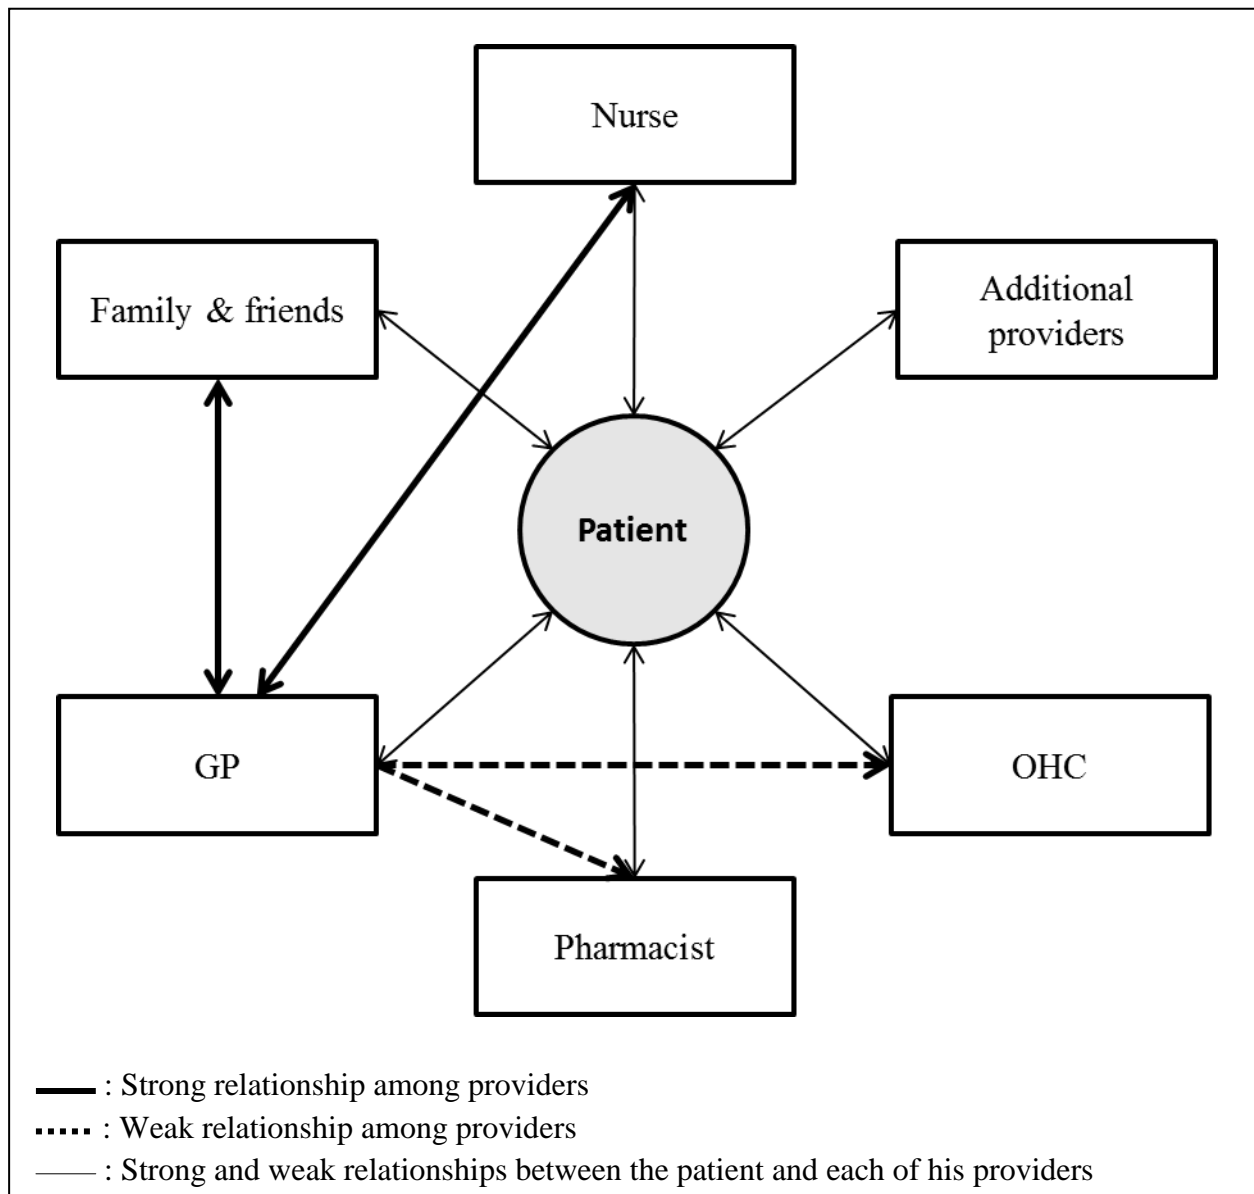 Nurse
Family & friends
Additional
providers
Patient
GP
OHC
Pharmacist
: Strong relationship among providers
: Weak relationship among providers
: Strong and weak relationships between the patient and each of his providers